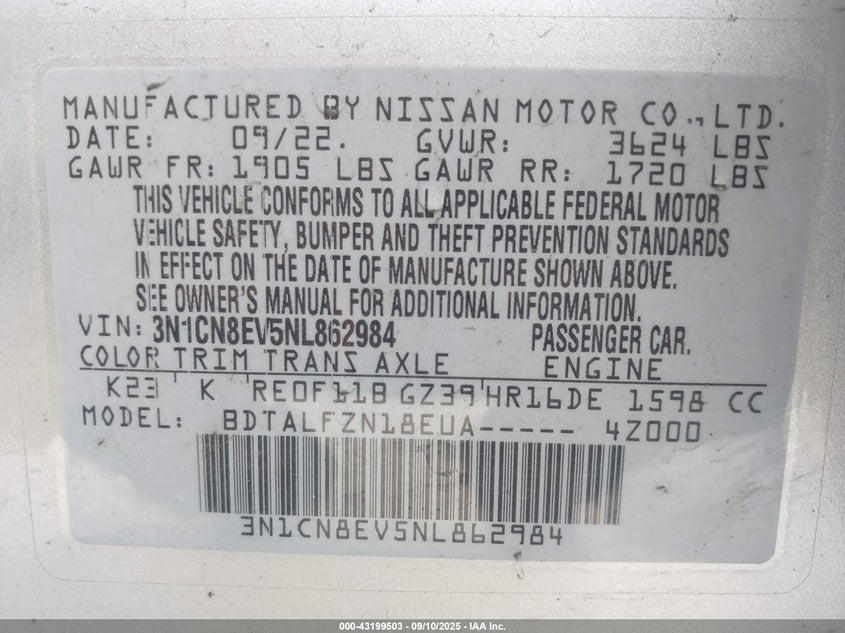 MANUFACTURED BY NISSAN MOTOR CO., LTD.
DATE: 09/22. GVWR: 3624 LBS
GAWR FR: 1905 LBS GAWR RR: 1720 LBS
THIS VEHICLE CONFORMS TO ALL APPLICABLE FEDERAL MOTOR
VEHICLE SAFETY, BUMPER AND THEFT PREVENTION STANDARDS
IN EFFECT ON THE DATE OF MANUFACTURE SHOWN ABOVE.
SEE OWNER'S MANUAL FOR ADDITIONAL INFORMATION.
VIN: 3N1CN8EV5NL862984 PASSENGER CAR.
COLOR TRIM TRANS AXLE ENGINE
K23 K RE0F11B GZ39 HR16DE 1598 CC
MODEL: BDTALFZN18EUA----- 4Z000
3N1CN8EV5NL862984
000-43199503 - 09/10/2025 - IAA Inc.